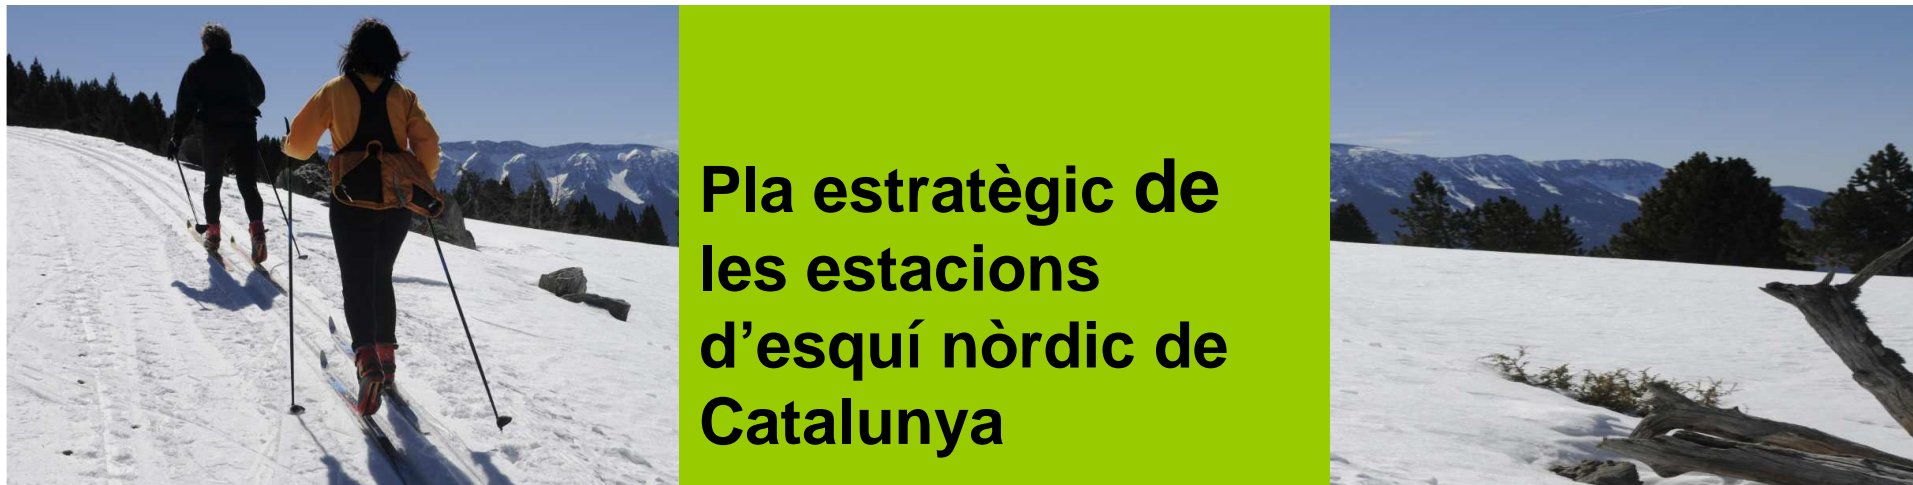 Pla estratègic de
les estacions
d’esquí nòrdic de
Catalunya